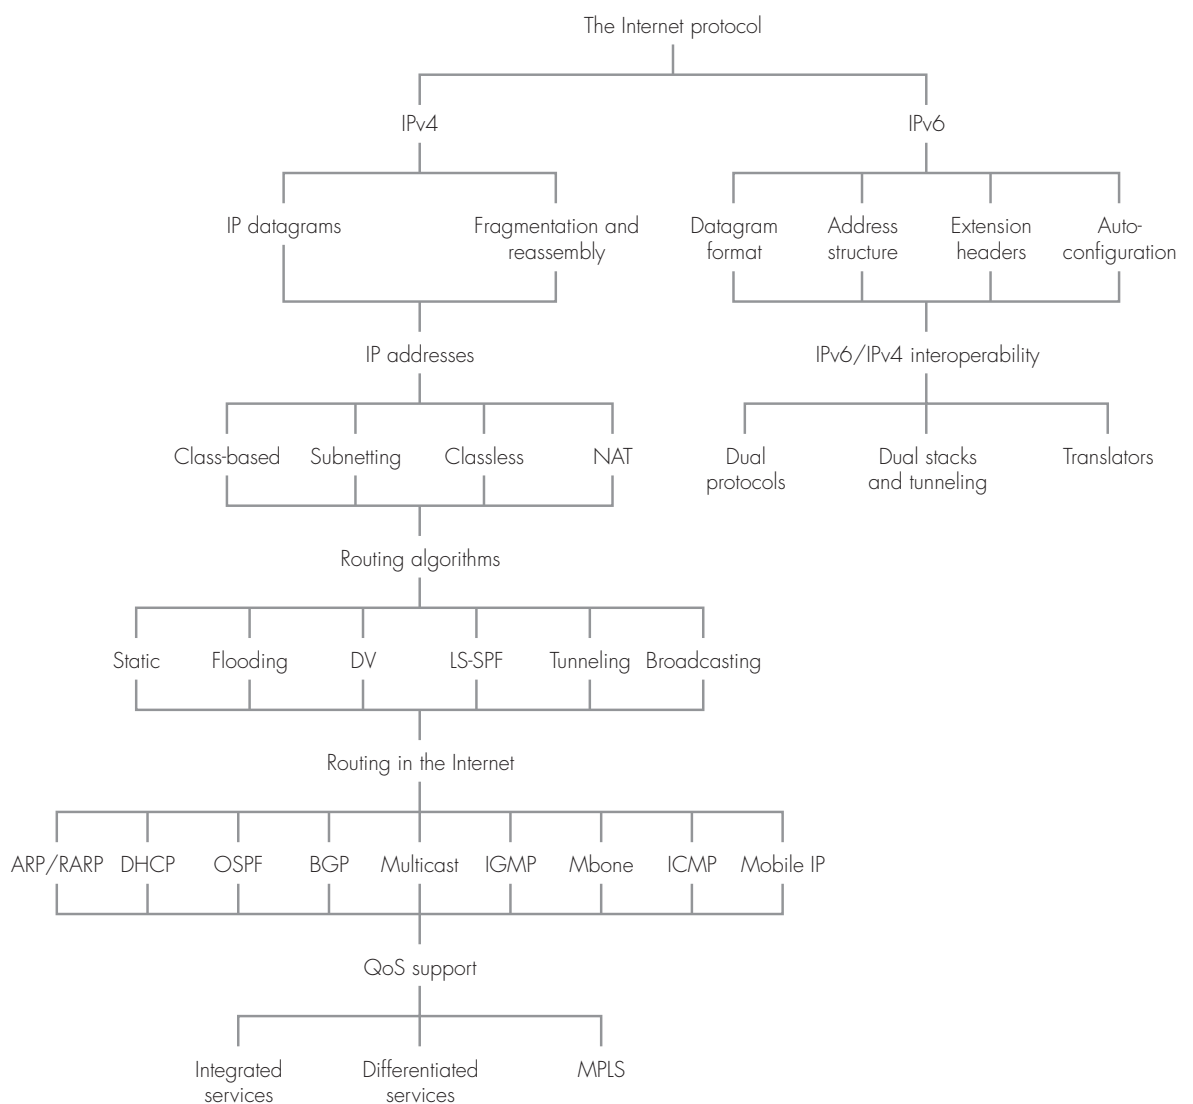 The Internet protocol
IPv4
IPv6
IP datagrams
Fragmentation and
reassembly
Datagram
format
Address
structure
Extension
headers
Auto-
configuration
IP addresses
IPv6/IPv4 interoperability
Class-based
Subnetting
Classless
NAT
Dual
protocols
Dual stacks
and tunneling
Translators
Routing algorithms
Static
Flooding
DV
LS-SPF
Tunneling
Broadcasting
Routing in the Internet
ARP/RARP
DHCP
OSPF
BGP
Multicast
IGMP
Mbone
ICMP
Mobile IP
QoS support
Integrated
services
Differentiated
services
MPLS